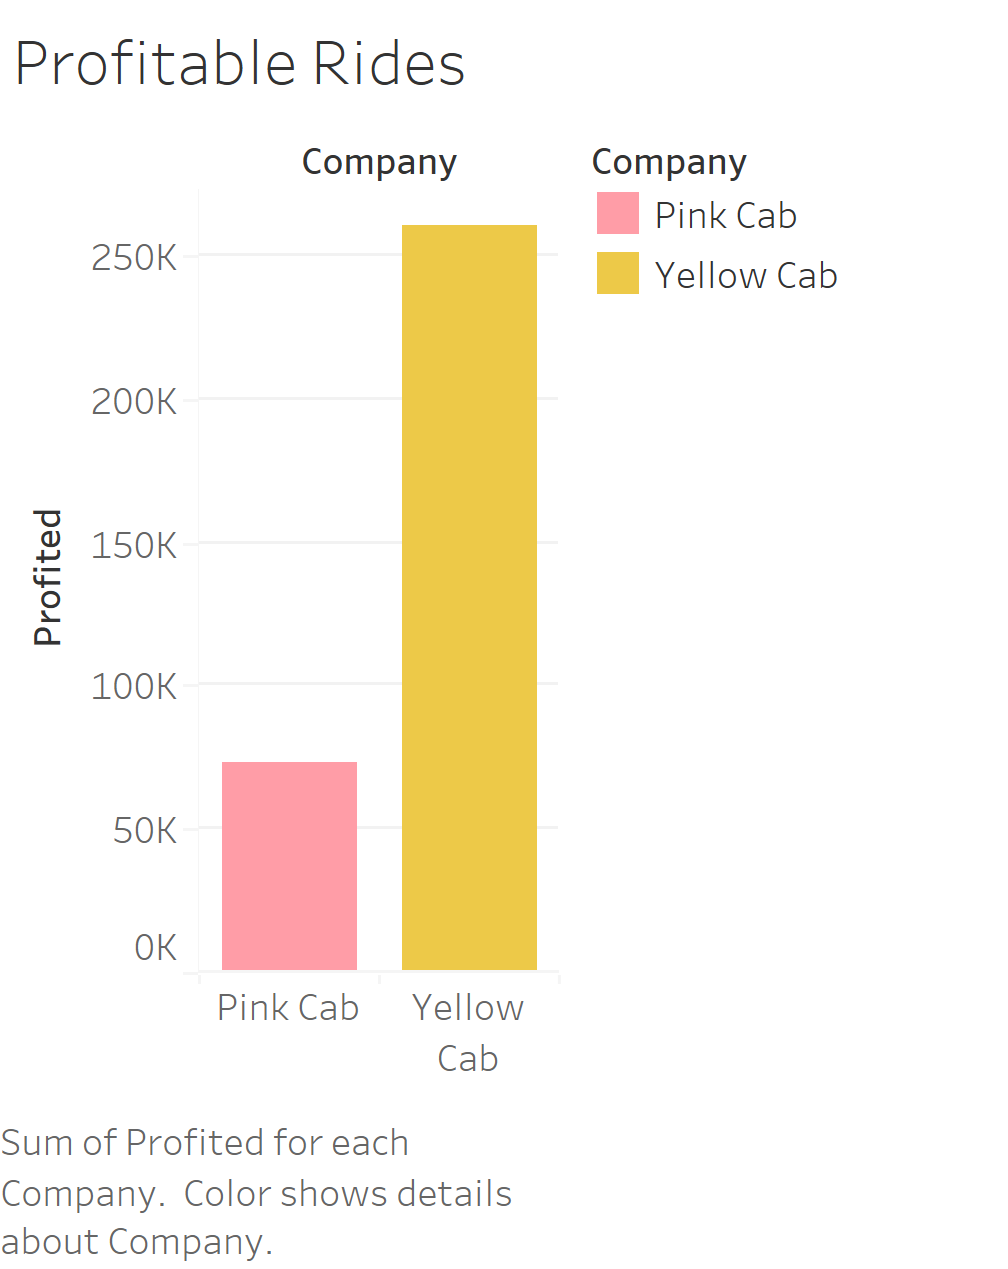 Profitable Rides
Company
Company
Pink Cab
Yellow Cab
250K
200K
150K
100K
50K
0K
Profited
Pink Cab
Yellow
Cab
Sum of Profited for each
Company.  Color shows details
about Company.